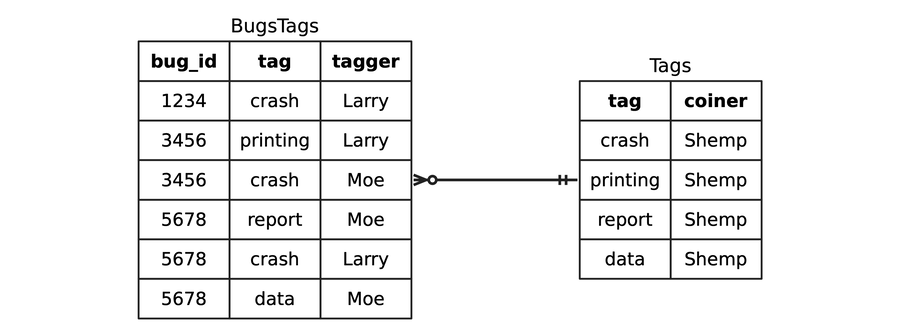 BugsTags
bug_id tag tagger
1234 crash Larry
3456 printing Larry
3456 crash Moe
5678 report Moe
5678 crash Larry
5678 data Moe
Tags
tag coiner
crash Shemp
printing Shemp
report Shemp
data Shemp